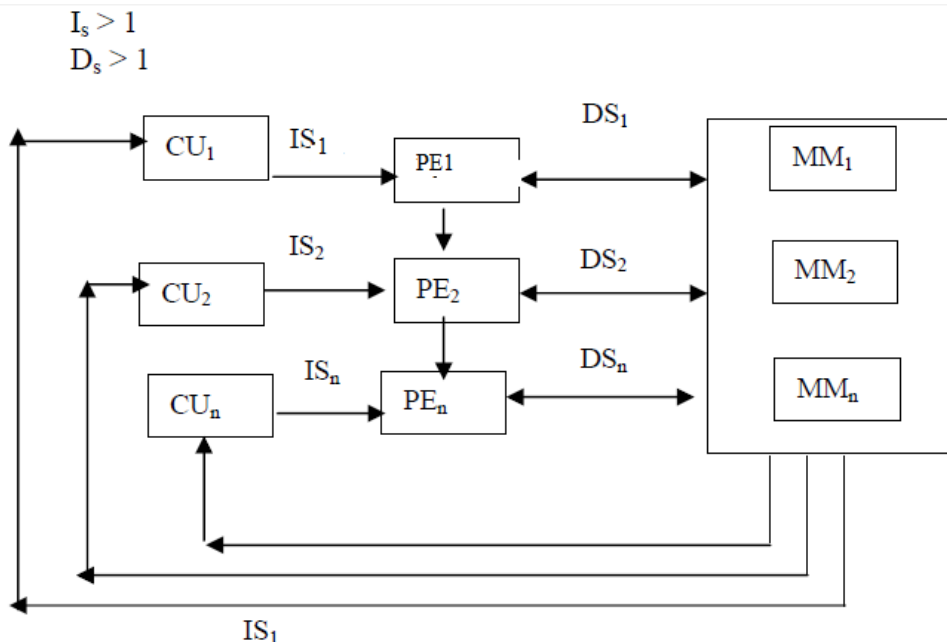 Iₛ > 1
Dₛ > 1
CU₁ IS₁ PE1 DS₁ MM₁
CU₂ IS₂ PE₂ DS₂ MM₂
CUₙ ISₙ PEₙ DSₙ MMₙ
IS₁